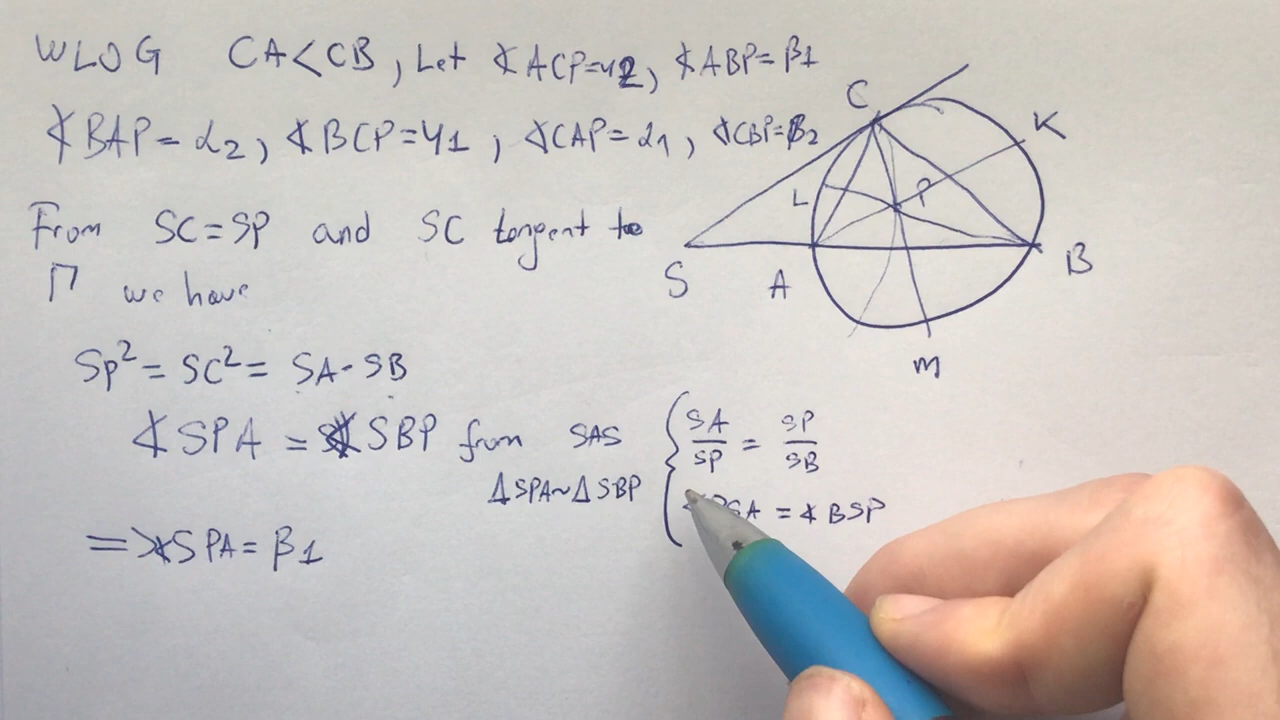 WLOG CA<CB, Let ∢ACP=γ2, ∢ABP=β1
∢BAP=α2, ∢BCP=γ1, ∢CAP=α1, ∢CBP=β2
From SC=SP and SC tangent to
Γ we have
SP²=SC²=SA·SB
∢SPA=∢SBP from SAS
ΔSPA~ΔSBP
SA/SP = SP/SB
∢PSA=∢BSP
=>∢SPA=β1
C
K
L
P
S
A
B
M